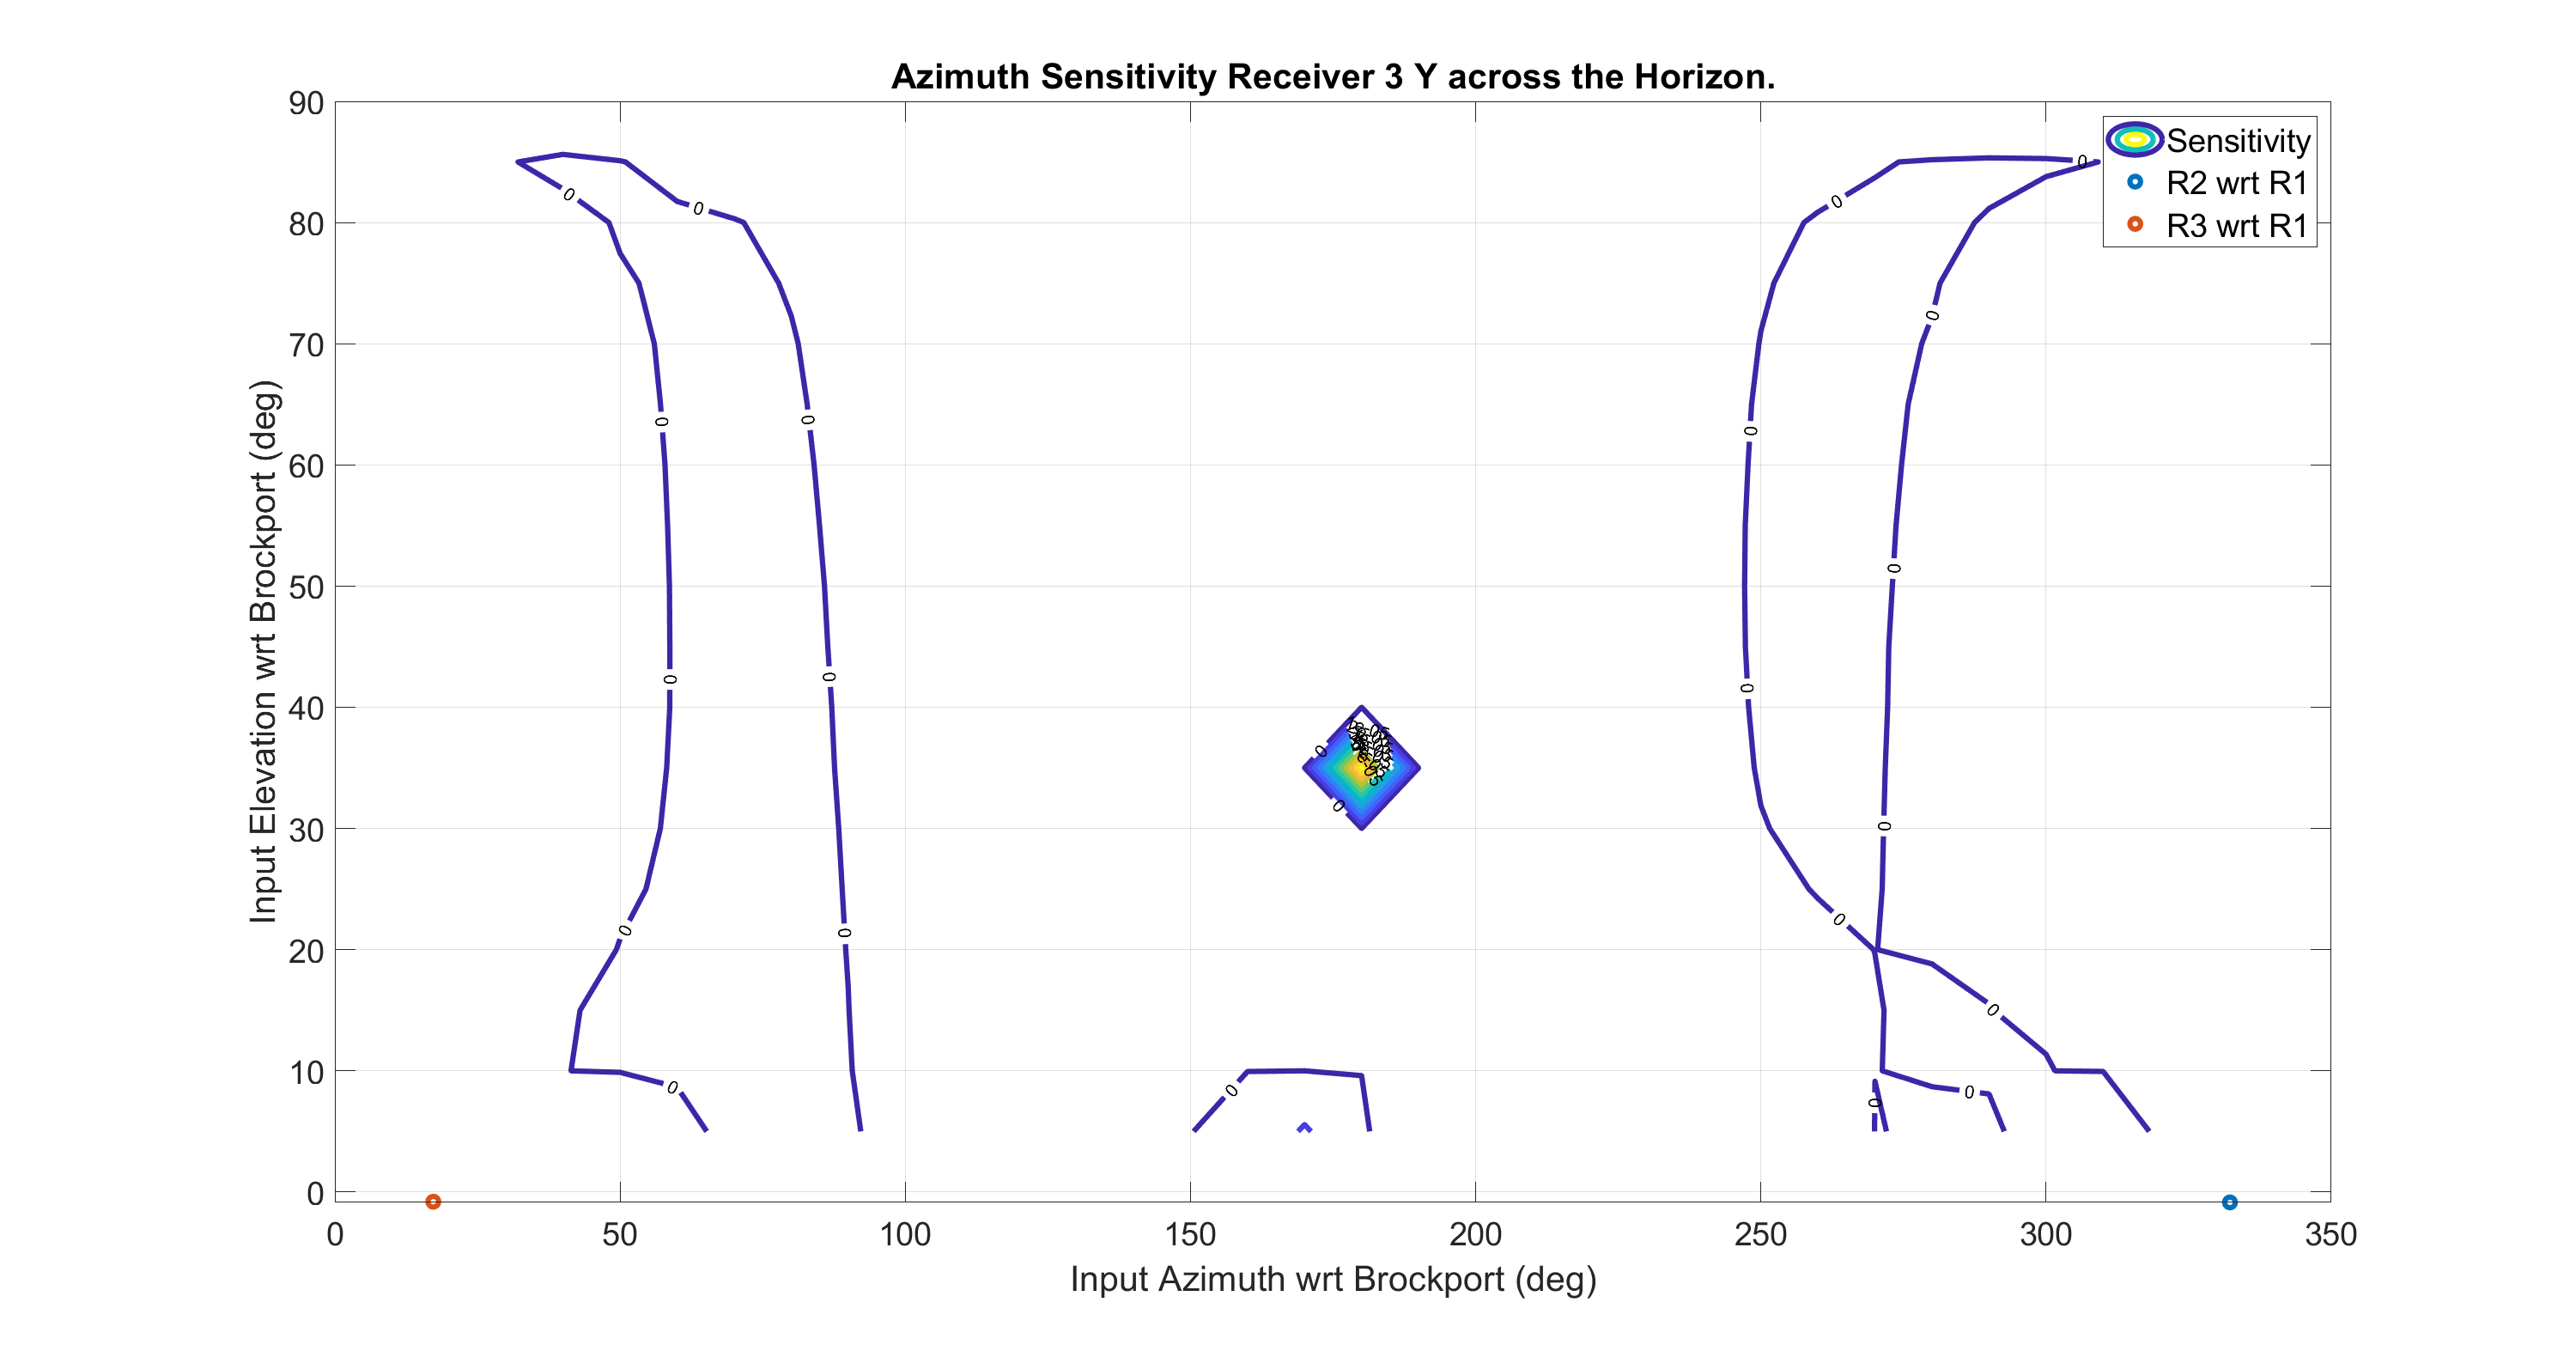 Azimuth Sensitivity Receiver 3 Y across the Horizon.
Sensitivity
R2 wrt R1
R3 wrt R1
Input Elevation wrt Brockport (deg)
90
80
70
60
50
40
30
20
10
0
0 50 100 150 200 250 300 350
Input Azimuth wrt Brockport (deg)
0 0 0 0
0 0 0
0 0
0
0 0 0
0
0 0
0
0 0 0
0
0 0 0 0